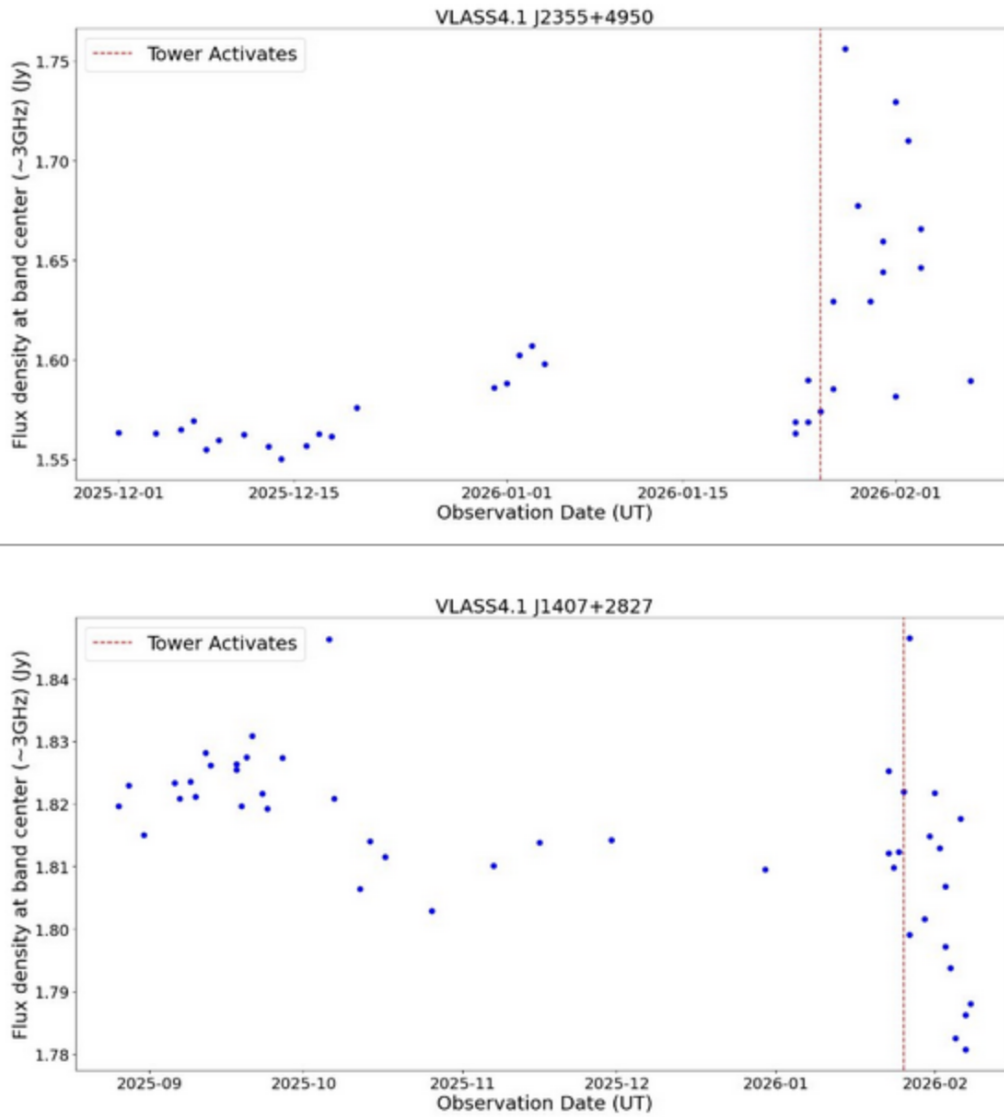 VLASS4.1 J2355+4950
Tower Activates
Flux density at band center (~3GHz) (Jy)
1.75
1.70
1.65
1.60
1.55
2025-12-01 2025-12-15 2026-01-01 2026-01-15 2026-02-01
Observation Date (UT)
VLASS4.1 J1407+2827
Tower Activates
Flux density at band center (~3GHz) (Jy)
1.84
1.83
1.82
1.81
1.80
1.79
1.78
2025-09 2025-10 2025-11 2025-12 2026-01 2026-02
Observation Date (UT)